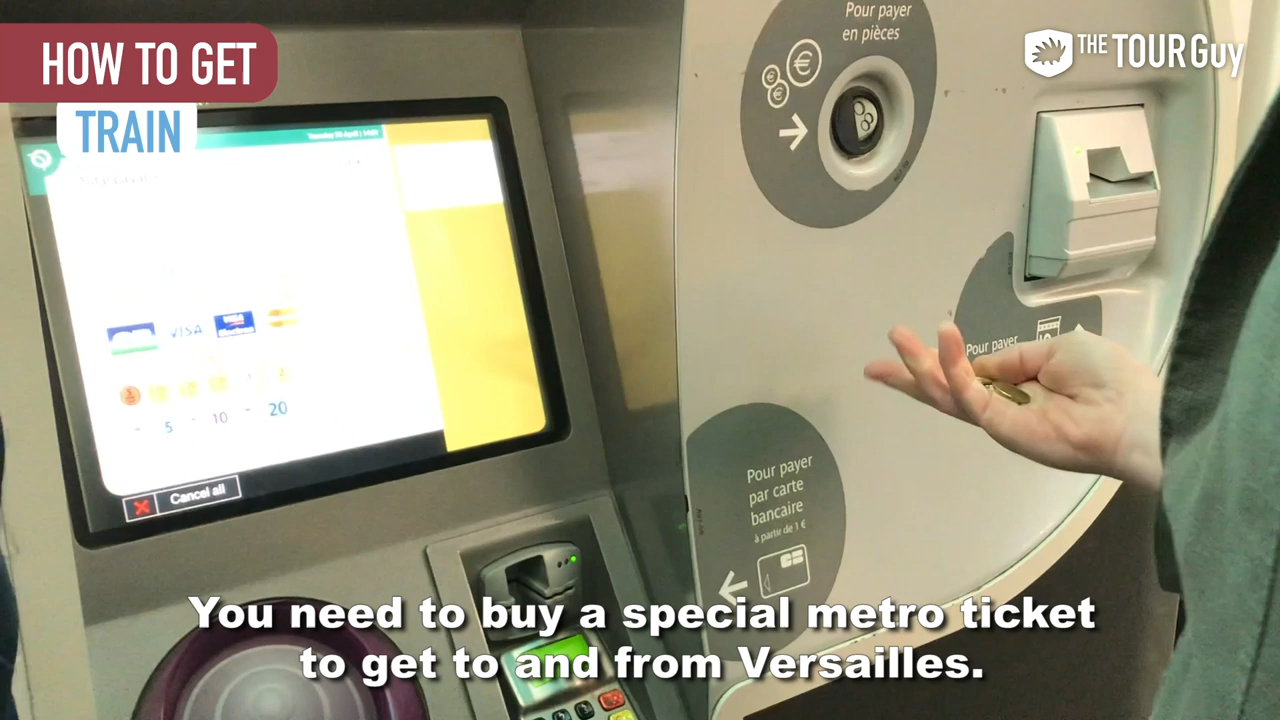 HOW TO GET
TRAIN
THE TOUR Guy
Pour payer
en pièces
VISA
VISA
5
10
20
Cancel all
Pour payer
Pour payer
par carte
bancaire
à partir de 1 €
CB
You need to buy a special metro ticket
to get to and from Versailles.